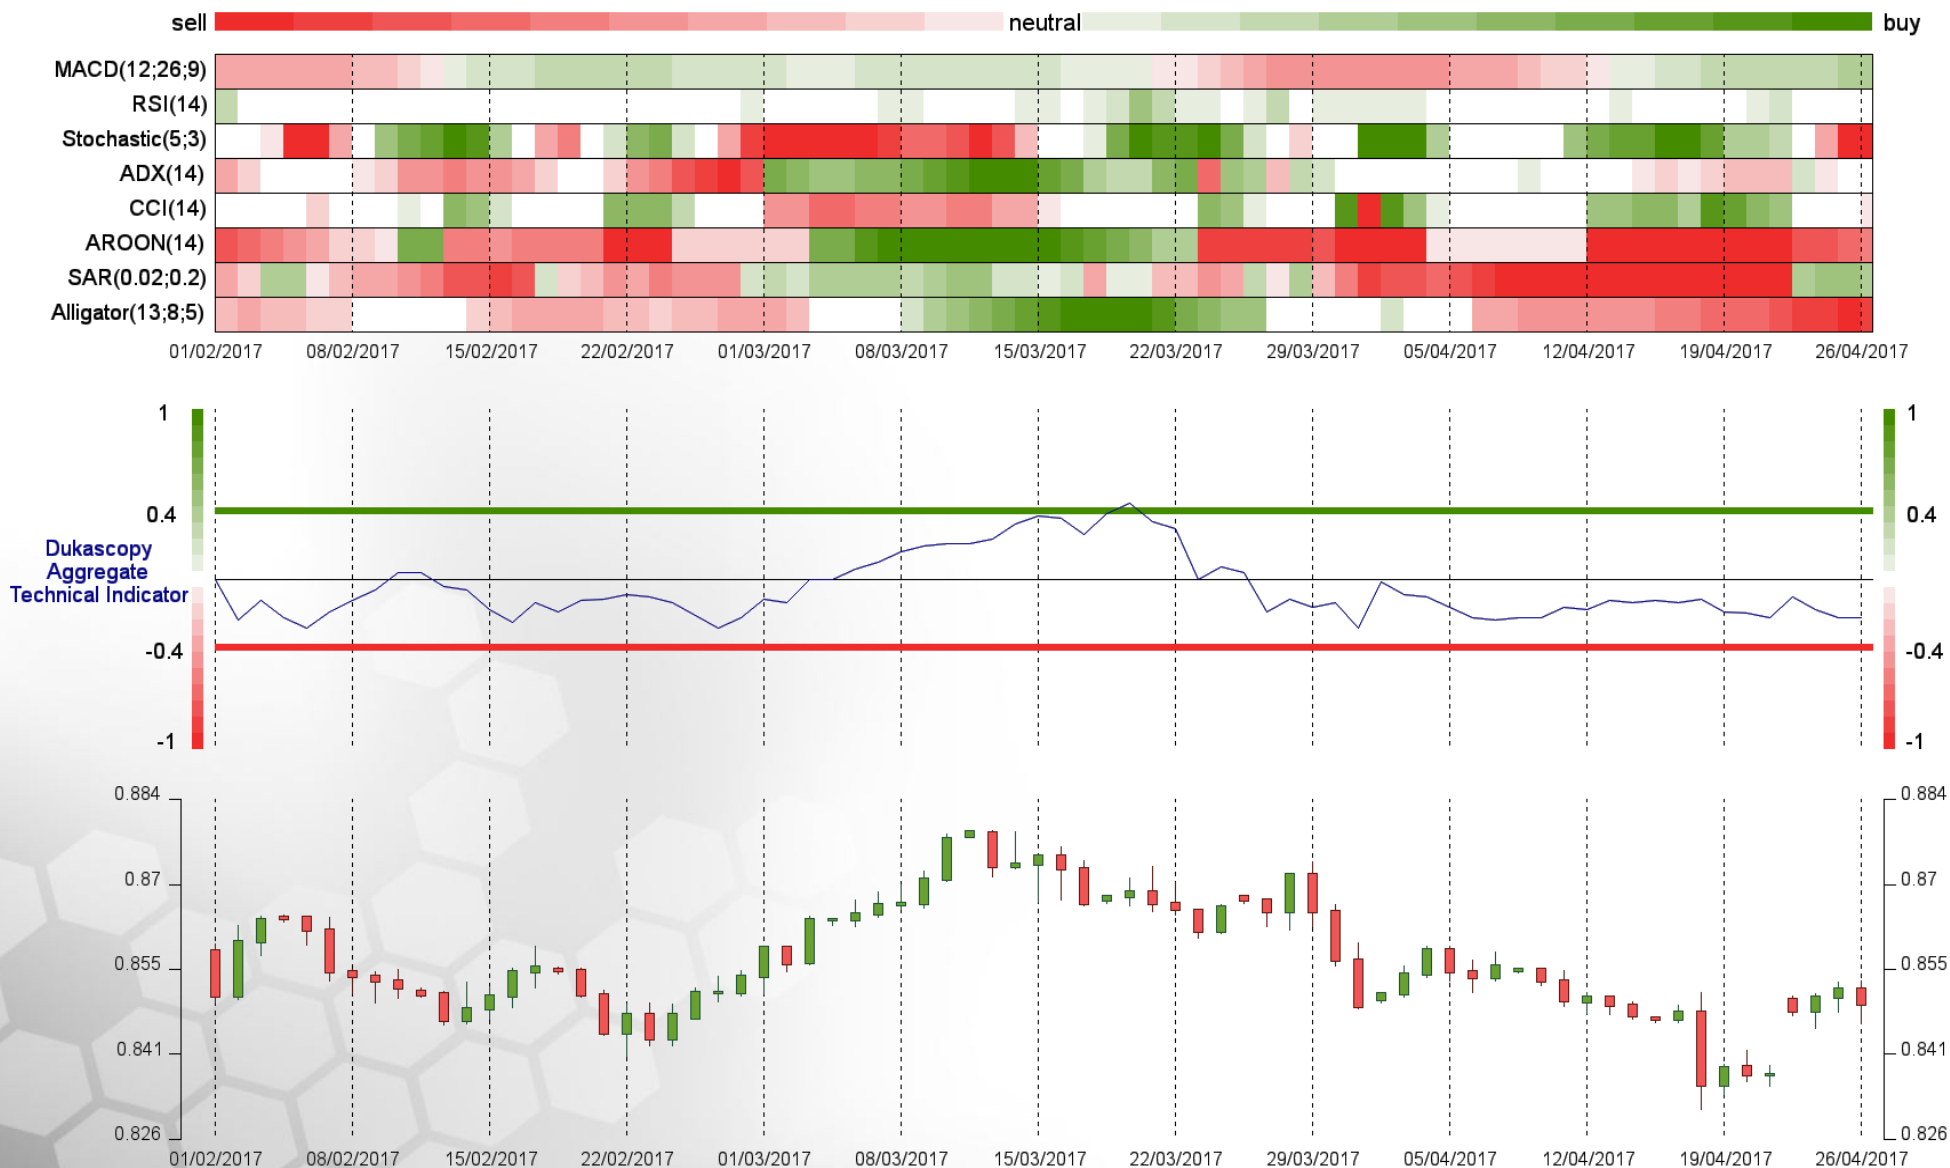 sell neutral buy
MACD(12;26;9)
RSI(14)
Stochastic(5;3)
ADX(14)
CCI(14)
AROON(14)
SAR(0.02;0.2)
Alligator(13;8;5)
01/02/2017 08/02/2017 15/02/2017 22/02/2017 01/03/2017 08/03/2017 15/03/2017 22/03/2017 29/03/2017 05/04/2017 12/04/2017 19/04/2017 26/04/2017
1 1
0.4 0.4
Dukascopy
Aggregate
Technical Indicator
-0.4 -0.4
-1 -1
0.884 0.884
0.87 0.87
0.855 0.855
0.841 0.841
0.826 0.826
01/02/2017 08/02/2017 15/02/2017 22/02/2017 01/03/2017 08/03/2017 15/03/2017 22/03/2017 29/03/2017 05/04/2017 12/04/2017 19/04/2017 26/04/2017